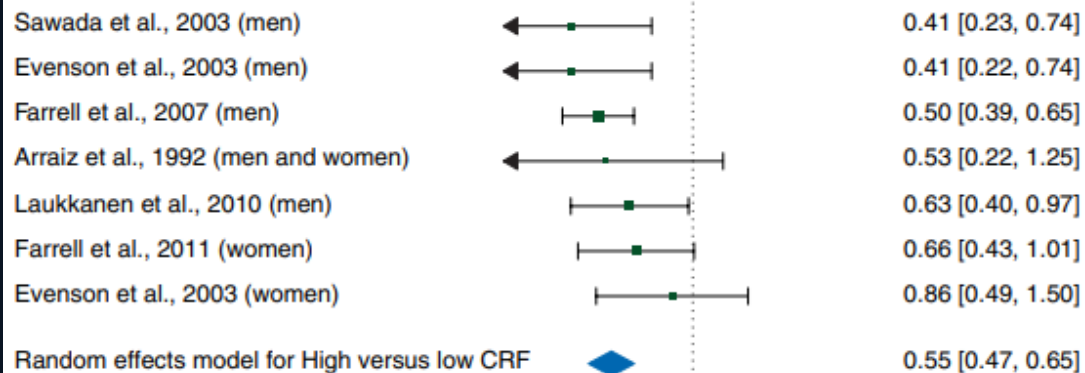 Sawada et al., 2003 (men) 0.41 [0.23, 0.74]
Evenson et al., 2003 (men) 0.41 [0.22, 0.74]
Farrell et al., 2007 (men) 0.50 [0.39, 0.65]
Arraiz et al., 1992 (men and women) 0.53 [0.22, 1.25]
Laukkanen et al., 2010 (men) 0.63 [0.40, 0.97]
Farrell et al., 2011 (women) 0.66 [0.43, 1.01]
Evenson et al., 2003 (women) 0.86 [0.49, 1.50]
Random effects model for High versus low CRF 0.55 [0.47, 0.65]